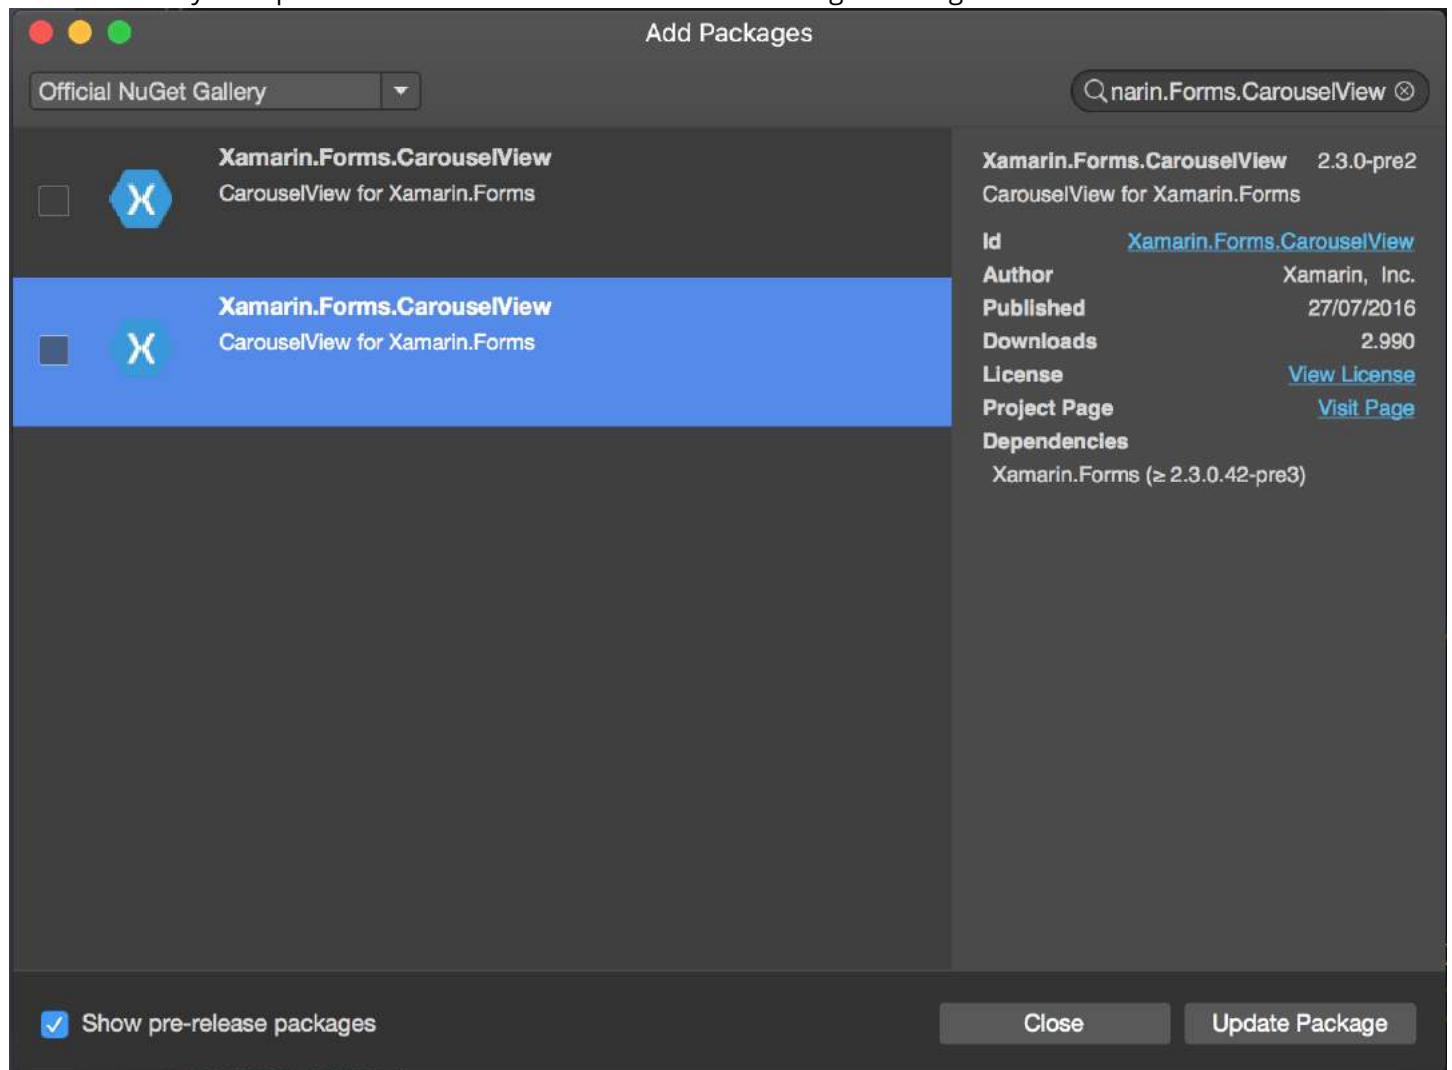 Add Packages
Official NuGet Gallery
narin.Forms.CarouselView
Xamarin.Forms.CarouselView
CarouselView for Xamarin.Forms
Xamarin.Forms.CarouselView
CarouselView for Xamarin.Forms
Xamarin.Forms.CarouselView 2.3.0-pre2
CarouselView for Xamarin.Forms
Id Xamarin.Forms.CarouselView
Author Xamarin, Inc.
Published 27/07/2016
Downloads 2.990
License View License
Project Page Visit Page
Dependencies
Xamarin.Forms (≥ 2.3.0.42-pre3)
Show pre-release packages
Close
Update Package